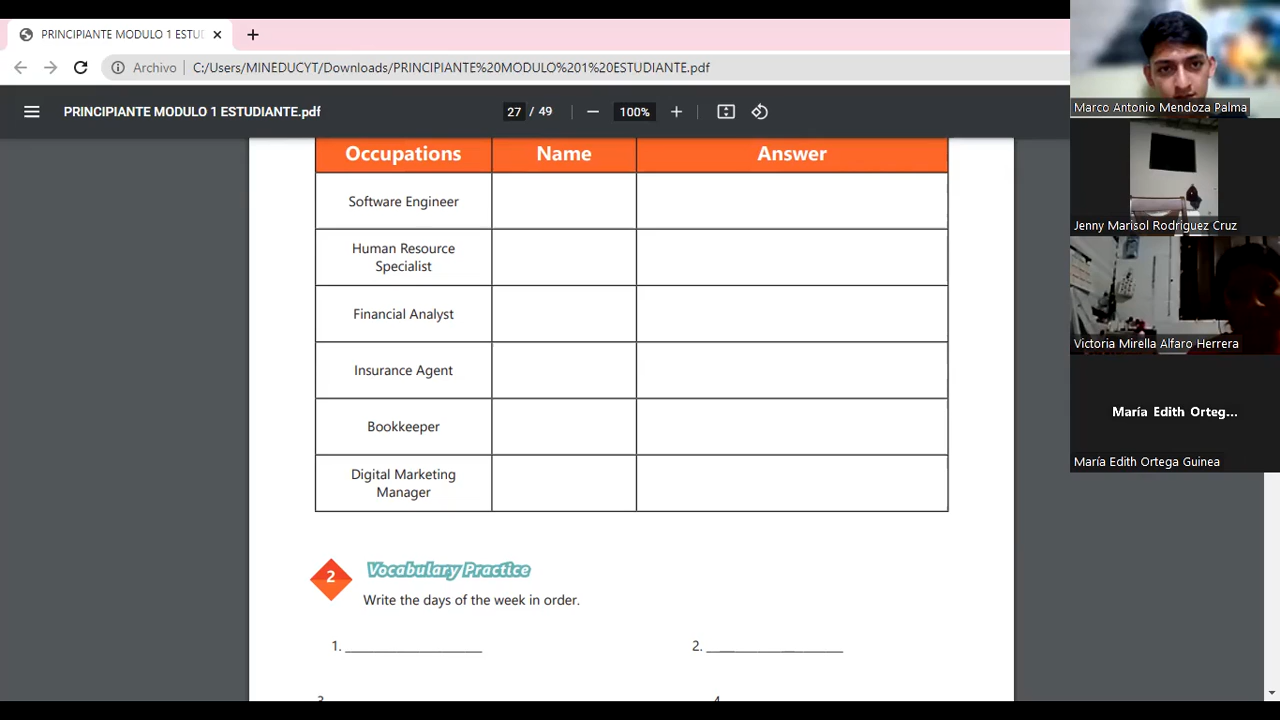 PRINCIPIANTE MODULO 1 ESTU
Archivo
C:/Users/MINEDUCYT/Downloads/PRINCIPIANTE%20MODULO%201%20ESTUDIANTE.pdf
PRINCIPIANTE MODULO 1 ESTUDIANTE.pdf
27 / 49
100%
Occupations Name Answer
Software Engineer
Human Resource
Specialist
Financial Analyst
Insurance Agent
Bookkeeper
Digital Marketing
Manager
2 Vocabulary Practice
Write the days of the week in order.
1. ________________ 2. ________________
Marco Antonio Mendoza Palma
Jenny Marisol Rodríguez Cruz
Victoria Mirella Alfaro Herrera
María Edith Orteg...
María Edith Ortega Guinea